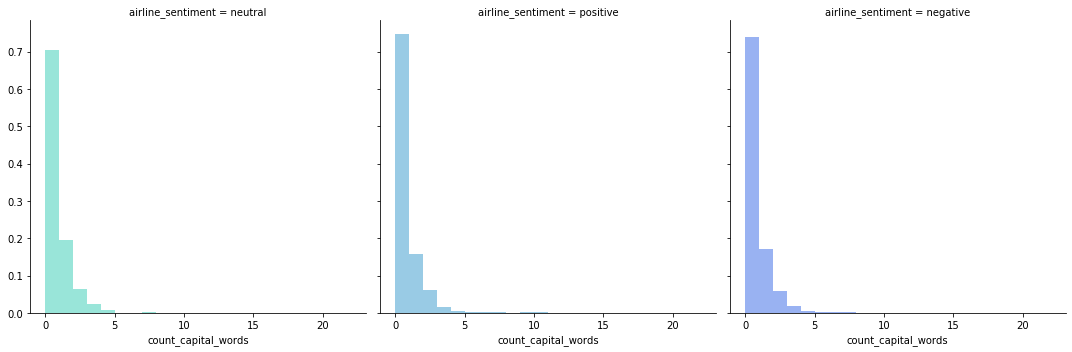 airline_sentiment = neutral
airline_sentiment = positive
airline_sentiment = negative
0.7
0.6
0.5
0.4
0.3
0.2
0.1
0.0
0 5 10 15 20
0 5 10 15 20
0 5 10 15 20
count_capital_words
count_capital_words
count_capital_words